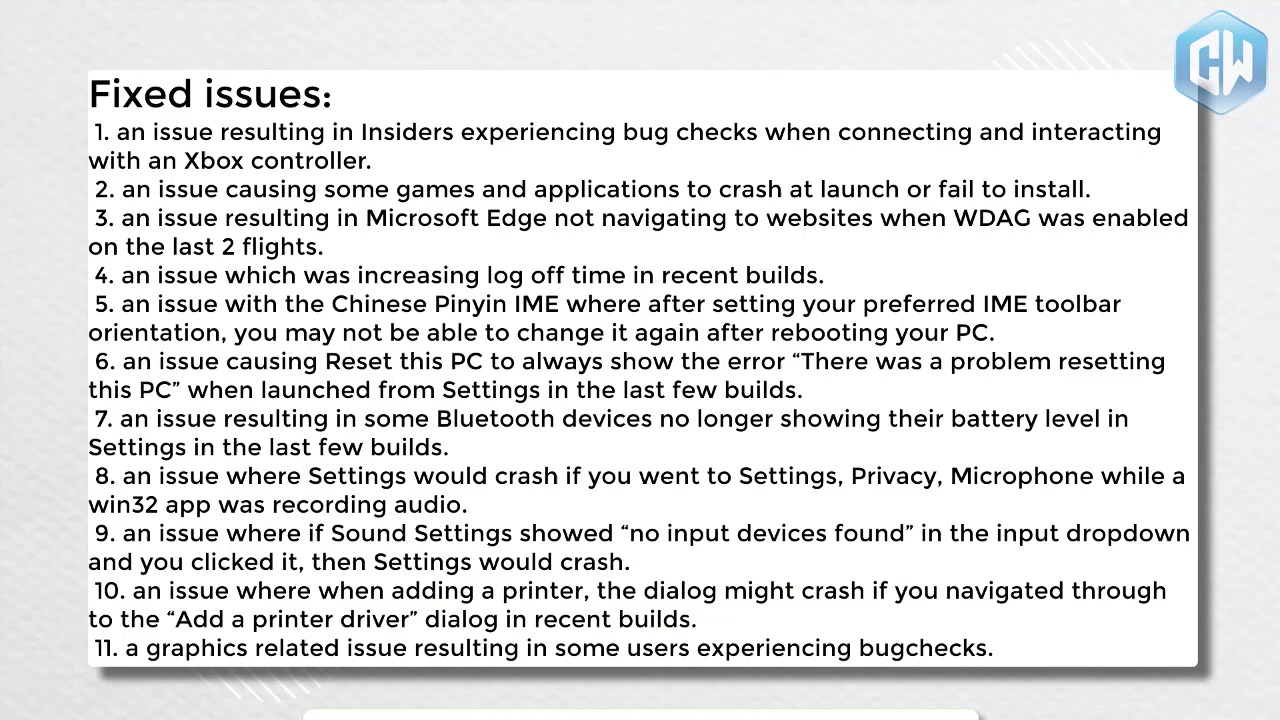 CW
Fixed issues:
1. an issue resulting in Insiders experiencing bug checks when connecting and interacting
with an Xbox controller.
2. an issue causing some games and applications to crash at launch or fail to install.
3. an issue resulting in Microsoft Edge not navigating to websites when WDAG was enabled
on the last 2 flights.
4. an issue which was increasing log off time in recent builds.
5. an issue with the Chinese Pinyin IME where after setting your preferred IME toolbar
orientation, you may not be able to change it again after rebooting your PC.
6. an issue causing Reset this PC to always show the error “There was a problem resetting
this PC” when launched from Settings in the last few builds.
7. an issue resulting in some Bluetooth devices no longer showing their battery level in
Settings in the last few builds.
8. an issue where Settings would crash if you went to Settings, Privacy, Microphone while a
win32 app was recording audio.
9. an issue where if Sound Settings showed “no input devices found” in the input dropdown
and you clicked it, then Settings would crash.
10. an issue where when adding a printer, the dialog might crash if you navigated through
to the “Add a printer driver” dialog in recent builds.
11. a graphics related issue resulting in some users experiencing bugchecks.